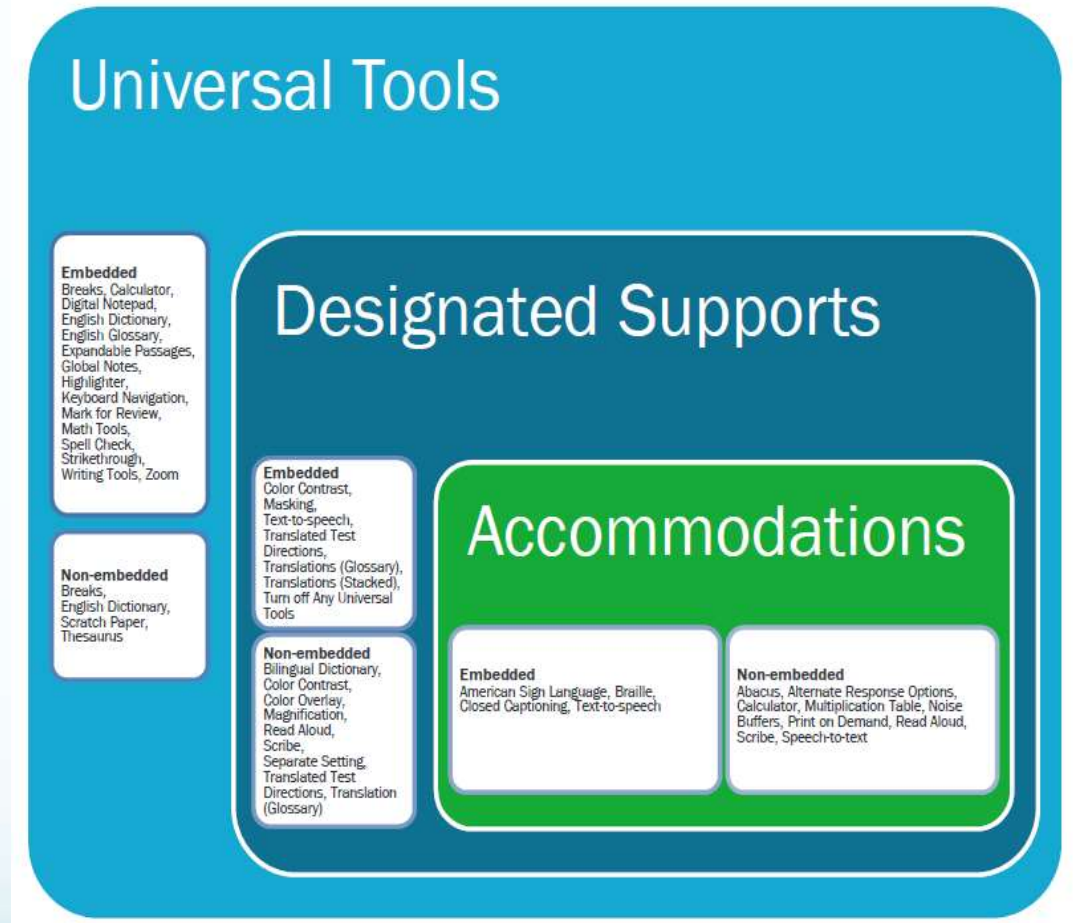 Universal Tools
Embedded
Breaks, Calculator,
Digital Notepad,
English Dictionary,
English Glossary,
Expandable Passages,
Global Notes,
Highlighter,
Keyboard Navigation,
Mark for Review,
Math Tools,
Spell Check,
Strikethrough,
Writing Tools, Zoom
Non-embedded
Breaks,
English Dictionary,
Scratch Paper,
Thesaurus
Designated Supports
Embedded
Color Contrast,
Masking,
Text-to-speech,
Translated Test
Directions,
Translations (Glossary),
Translations (Stacked),
Turn off Any Universal
Tools
Non-embedded
Bilingual Dictionary,
Color Contrast,
Color Overlay,
Magnification,
Read Aloud,
Scribe,
Separate Setting,
Translated Test
Directions, Translation
(Glossary)
Accommodations
Embedded
American Sign Language, Braille,
Closed Captioning, Text-to-speech
Non-embedded
Abacus, Alternate Response Options,
Calculator, Multiplication Table, Noise
Buffers, Print on Demand, Read Aloud,
Scribe, Speech-to-text